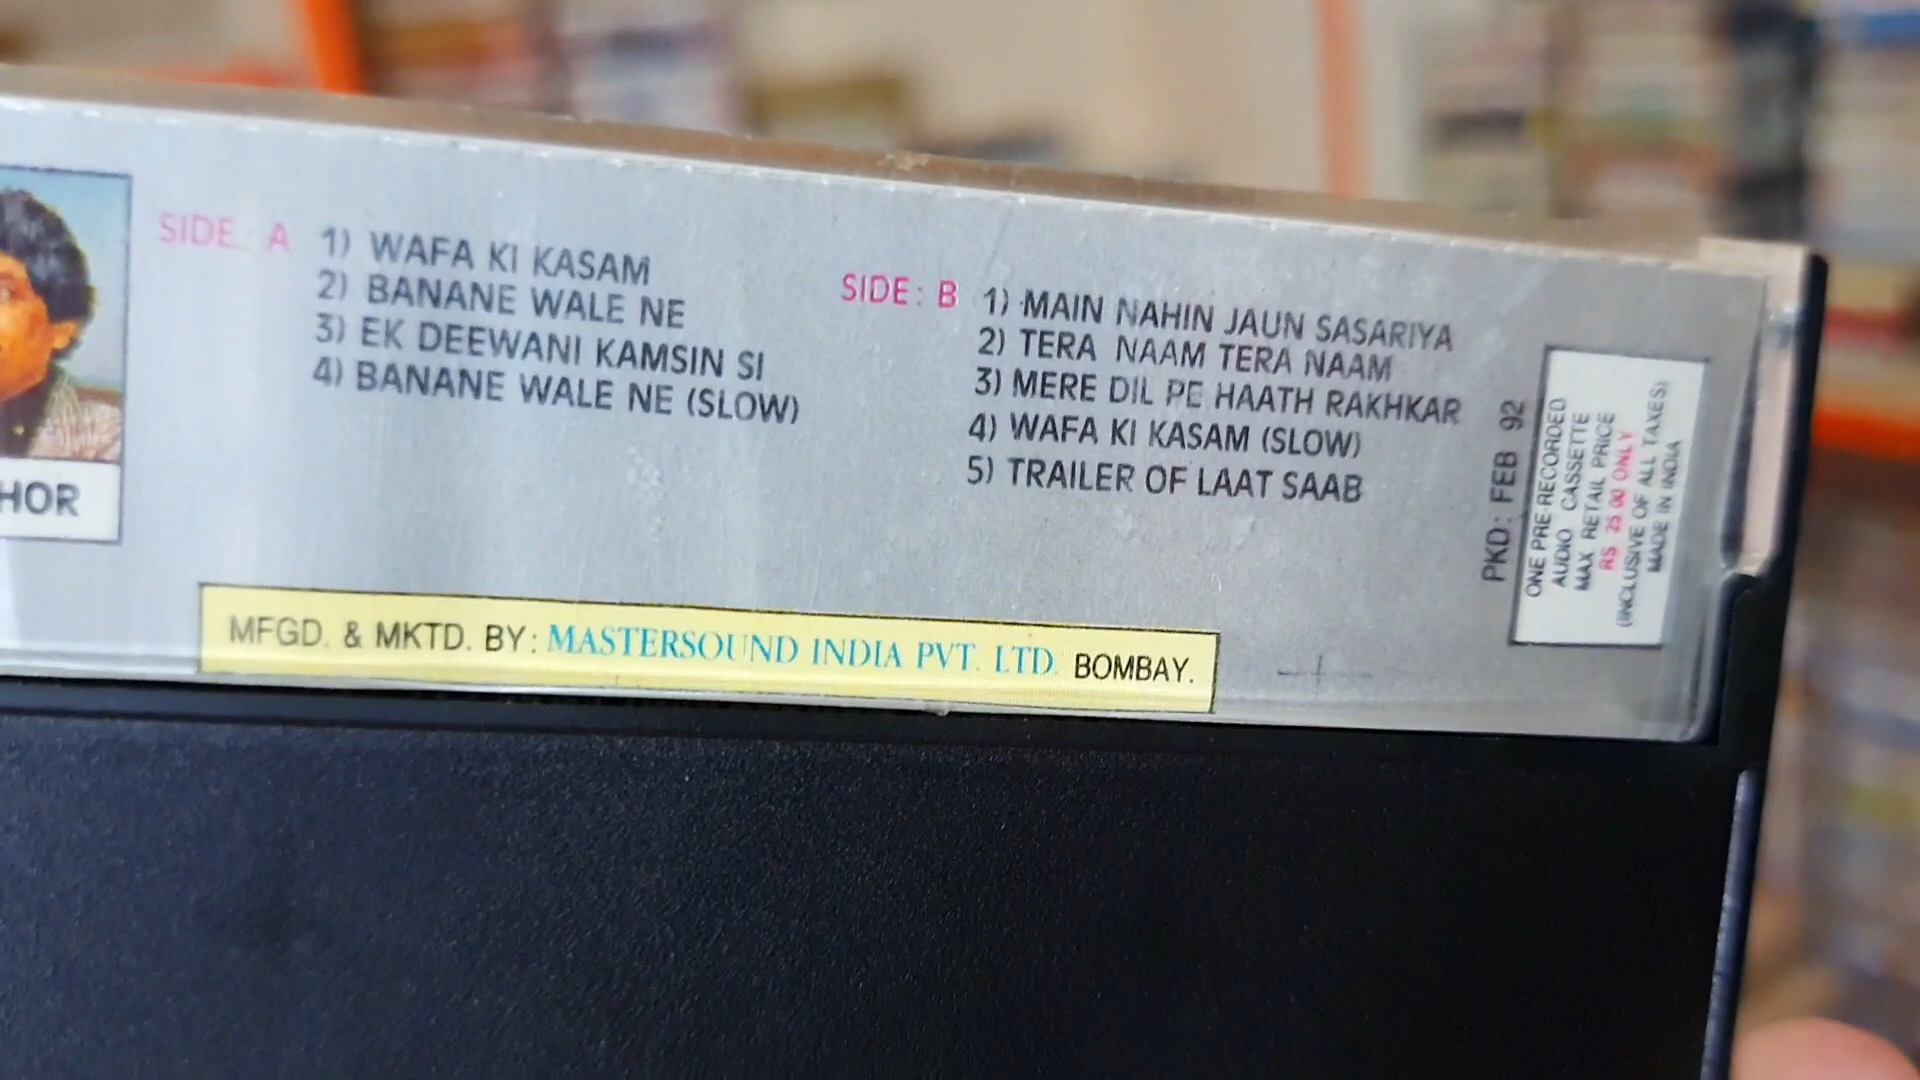 SIDE: A
1) WAFA KI KASAM
2) BANANE WALE NE
3) EK DEEWANI KAMSIN SI
4) BANANE WALE NE (SLOW)
SIDE: B
1) MAIN NAHIN JAUN SASARIYA
2) TERA NAAM TERA NAAM
3) MERE DIL PE HAATH RAKHKAR
4) WAFA KI KASAM (SLOW)
5) TRAILER OF LAAT SAAB
HOR
MFGD. & MKTD. BY: MASTERSOUND INDIA PVT. LTD. BOMBAY.
PKD: FEB 92
ONE PRE-RECORDED
AUDIO CASSETTE
MAX RETAIL PRICE
RS 25 00 ONLY
(INCLUSIVE OF ALL TAXES)
MADE IN INDIA